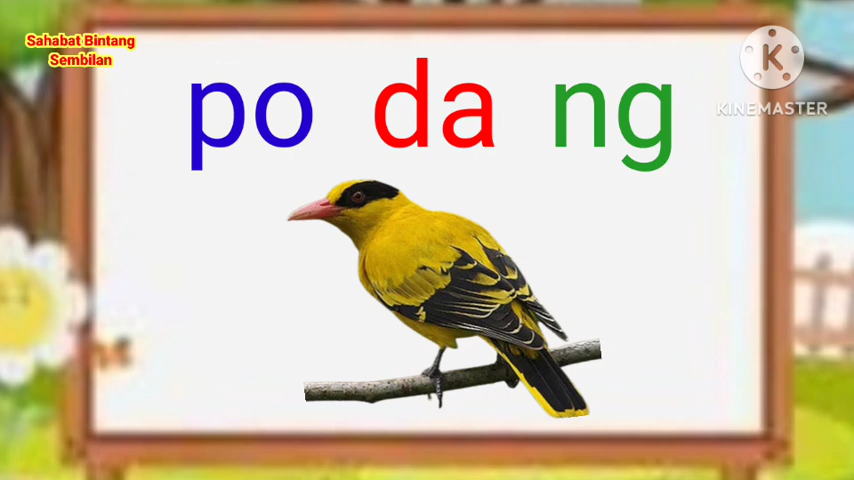 Sahabat Bintang
Sembilan
po da ng
K
KINEMASTER